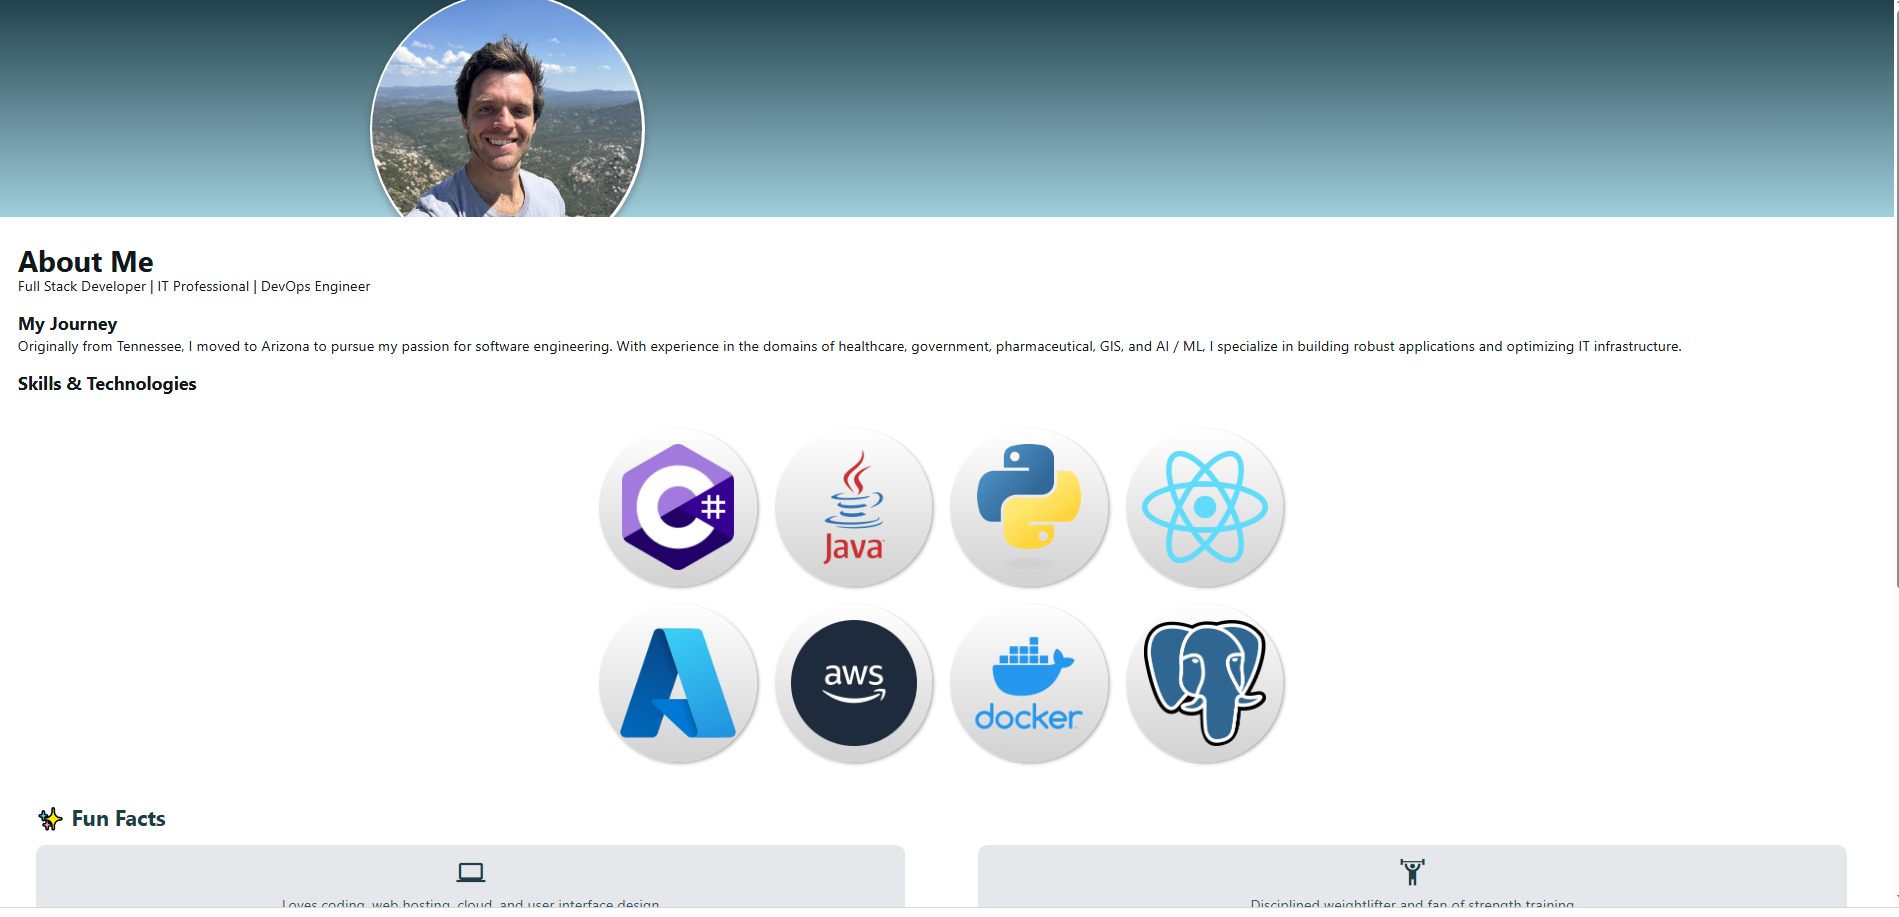 About Me
Full Stack Developer | IT Professional | DevOps Engineer
My Journey
Originally from Tennessee, I moved to Arizona to pursue my passion for software engineering. With experience in the domains of healthcare, government, pharmaceutical, GIS, and AI / ML, I specialize in building robust applications and optimizing IT infrastructure.
Skills & Technologies
C#
Java
aws
docker
Fun Facts
Loves coding, web hosting, cloud, and user interface design
Disciplined weightlifter and fan of strength training